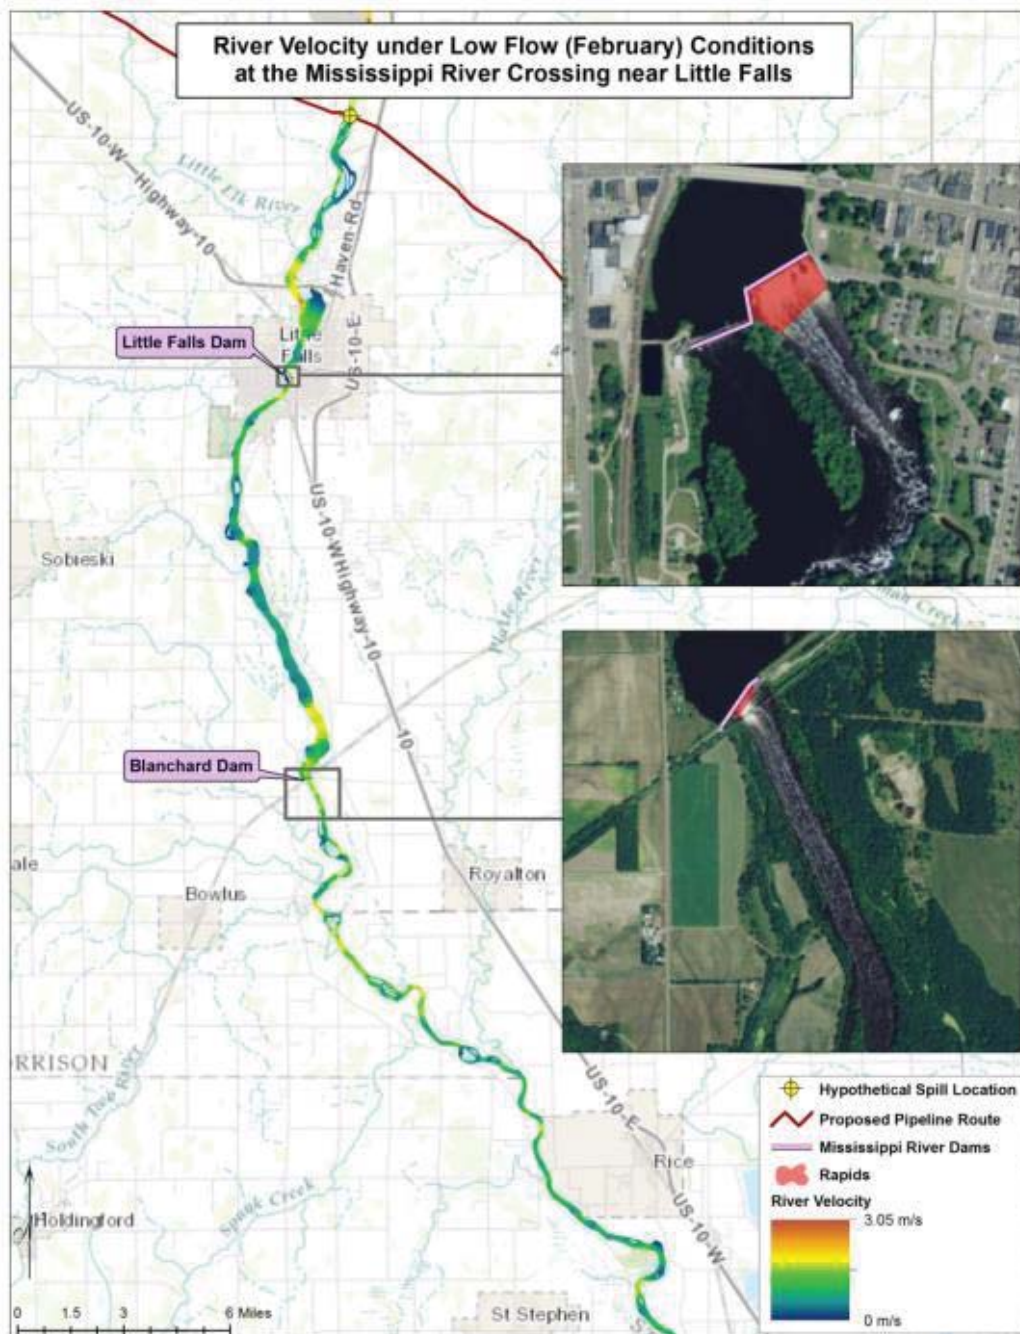 River Velocity under Low Flow (February) Conditions
at the Mississippi River Crossing near Little Falls
US-10-W
Highway-10
Little Elk River
Haven Rd
US-10-E
Little Falls Dam
Little
Falls
US-10-W
Highway-10
10
Sobieski
Platte River
Creek
Blanchard Dam
ale
Bowlus
Royalton
RRISON
South Two River
US-10-E
Rice
US-10-W
Spunk Creek
Holdingford
St Stephen
0 1.5 3 6 Miles
Hypothetical Spill Location
Proposed Pipeline Route
Mississippi River Dams
Rapids
River Velocity
3.05 m/s
0 m/s